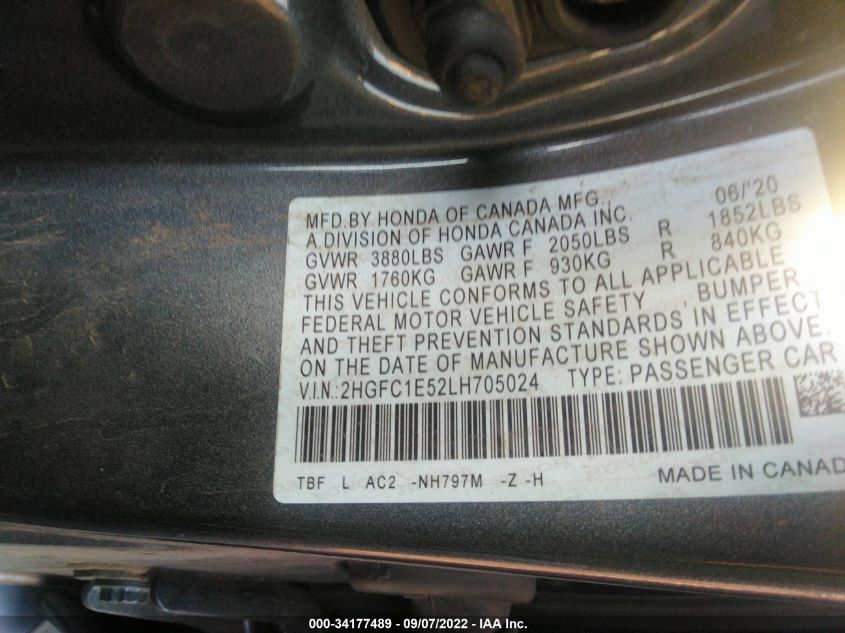 MFD.BY HONDA OF CANADA MFG., 06/'20
A DIVISION OF HONDA CANADA INC.
GVWR 3880LBS GAWR F 2050LBS R 1852LBS
GVWR 1760KG GAWR F 930KG R 840KG
THIS VEHICLE CONFORMS TO ALL APPLICABLE
FEDERAL MOTOR VEHICLE SAFETY BUMPER
AND THEFT PREVENTION STANDARDS IN EFFECT
ON THE DATE OF MANUFACTURE SHOWN ABOVE.
V.I.N.:2HGFC1E52LH705024 TYPE: PASSENGER CAR
TBF L AC2 -NH797M -Z -H MADE IN CANAD
000-34177489 - 09/07/2022 - IAA Inc.